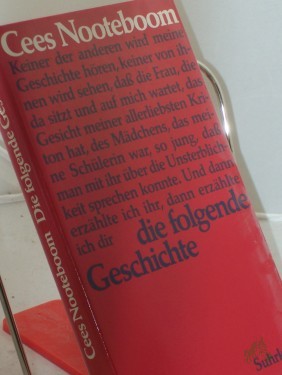 Cees Nooteboom
Keiner der anderen wird meine
Geschichte hören, keiner von ih-
nen wird sehen, daß die Frau, die
da sitzt und auf mich wartet, das
Gesicht meiner allerliebsten Kri-
ton hat, des Mädchens, das mei-
ne Schülerin war, so jung, daß
man mit ihr über die Unsterblich-
keit sprechen konnte. Und dann
erzählte ich ihr, dann erzählte
ich dir die folgende
Geschichte
Cees Nooteboom Die folgende Ges
Suhrk